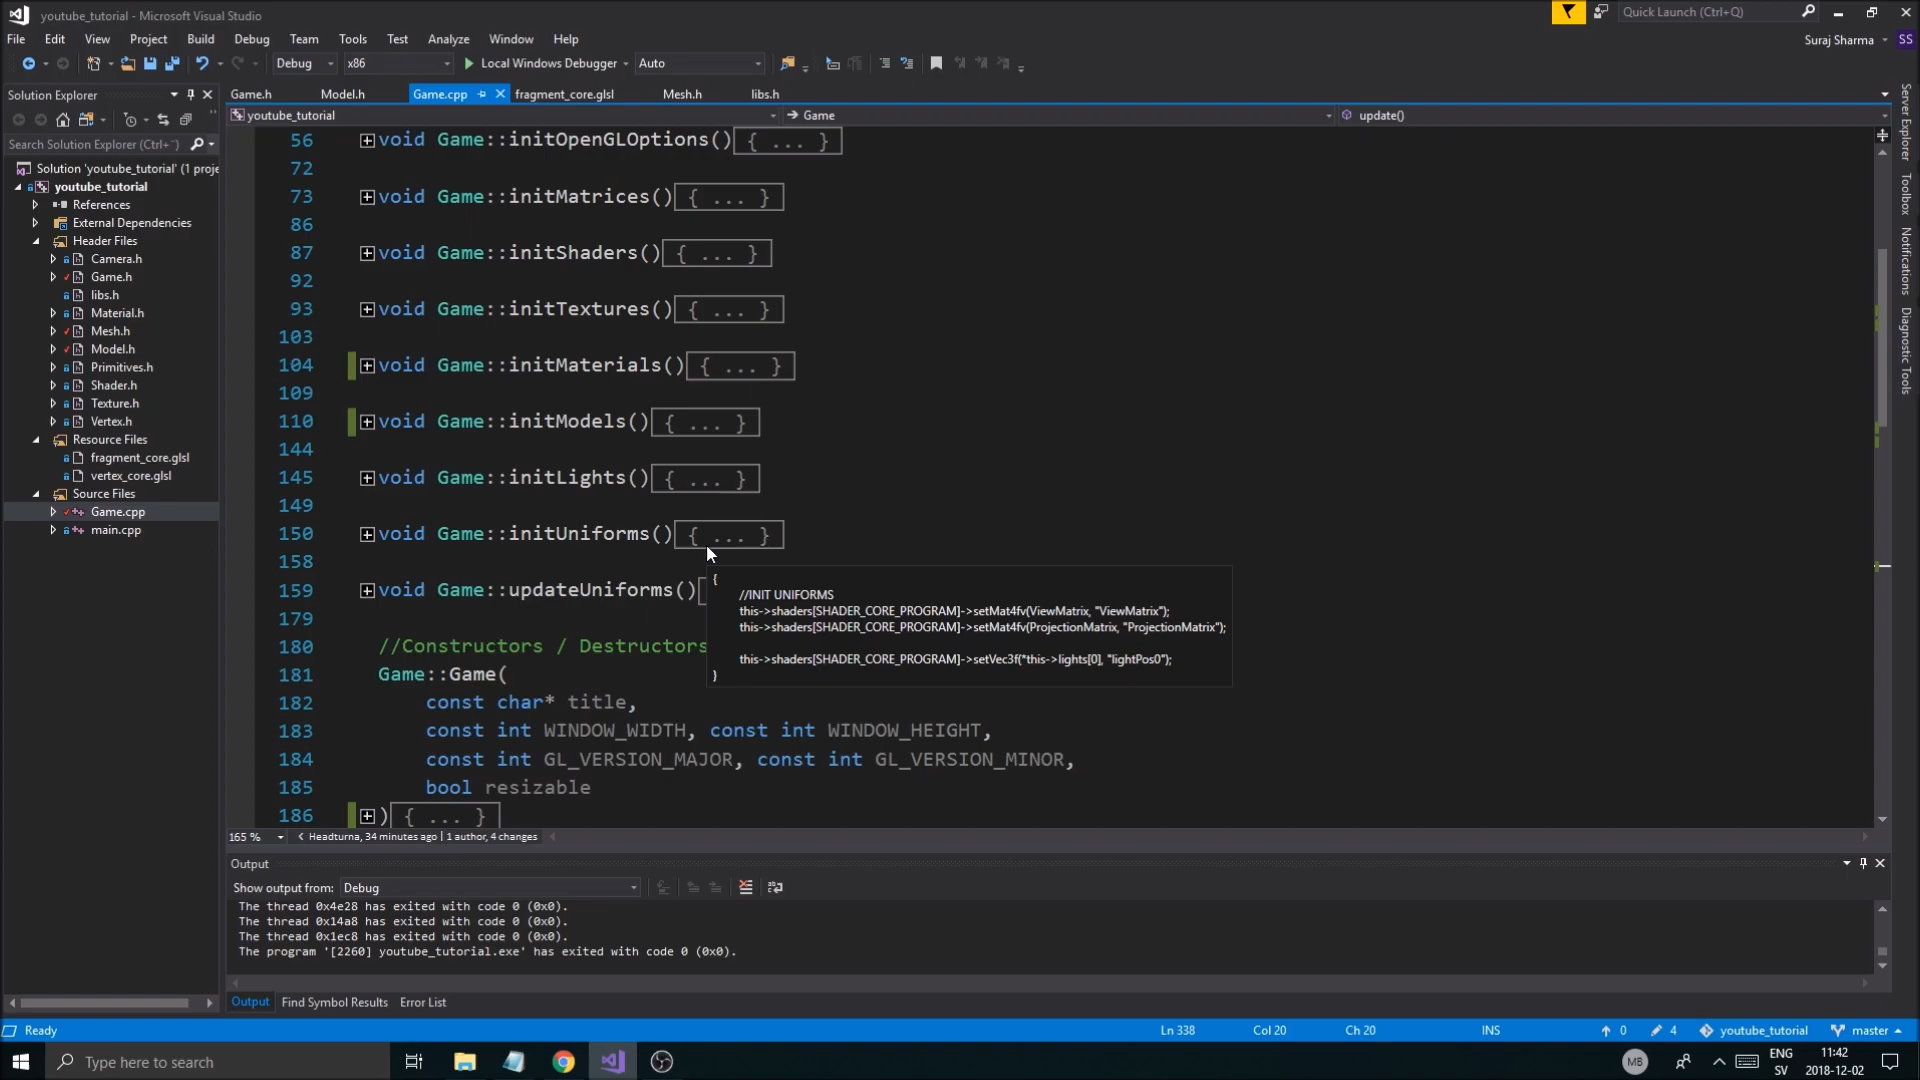 youtube_tutorial - Microsoft Visual Studio
Quick Launch (Ctrl+Q)
File Edit View Project Build Debug Team Tools Test Analyze Window Help
Suraj Sharma SS
Debug x86 Local Windows Debugger Auto
Solution Explorer
Game.h Model.h Game.cpp fragment_core.glsl Mesh.h libs.h
youtube_tutorial Game update()
Search Solution Explorer (Ctrl+¨)
Solution 'youtube_tutorial' (1 proje
youtube_tutorial
References
External Dependencies
Header Files
Camera.h
Game.h
libs.h
Material.h
Mesh.h
Model.h
Primitives.h
Shader.h
Texture.h
Vertex.h
Resource Files
fragment_core.glsl
vertex_core.glsl
Source Files
Game.cpp
main.cpp
56 void Game::initOpenGLOptions(){ ... }
72
73 void Game::initMatrices(){ ... }
86
87 void Game::initShaders(){ ... }
92
93 void Game::initTextures(){ ... }
103
104 void Game::initMaterials(){ ... }
109
110 void Game::initModels(){ ... }
144
145 void Game::initLights(){ ... }
149
150 void Game::initUniforms(){ ... }
158
159 void Game::updateUniforms()
179
180 //Constructors / Destructors
181 Game::Game(
182 const char* title,
183 const int WINDOW_WIDTH, const int WINDOW_HEIGHT,
184 const int GL_VERSION_MAJOR, const int GL_VERSION_MINOR,
185 bool resizable
186 ){ ... }
{
//INIT UNIFORMS
this->shaders[SHADER_CORE_PROGRAM]->setMat4fv(ViewMatrix, "ViewMatrix");
this->shaders[SHADER_CORE_PROGRAM]->setMat4fv(ProjectionMatrix, "ProjectionMatrix");
this->shaders[SHADER_CORE_PROGRAM]->setVec3f(*this->lights[0], "lightPos0");
}
165 % Headturna, 34 minutes ago | 1 author, 4 changes
Server Explorer
Toolbox
Notifications
Diagnostic Tools
Output
Show output from: Debug
The thread 0x4e28 has exited with code 0 (0x0).
The thread 0x14a8 has exited with code 0 (0x0).
The thread 0x1ec8 has exited with code 0 (0x0).
The program '[2260] youtube_tutorial.exe' has exited with code 0 (0x0).
Output Find Symbol Results Error List
Ready Ln 338 Col 20 Ch 20 INS 0 4 youtube_tutorial master
Type here to search
MB
ENG
SV
11:42
2018-12-02